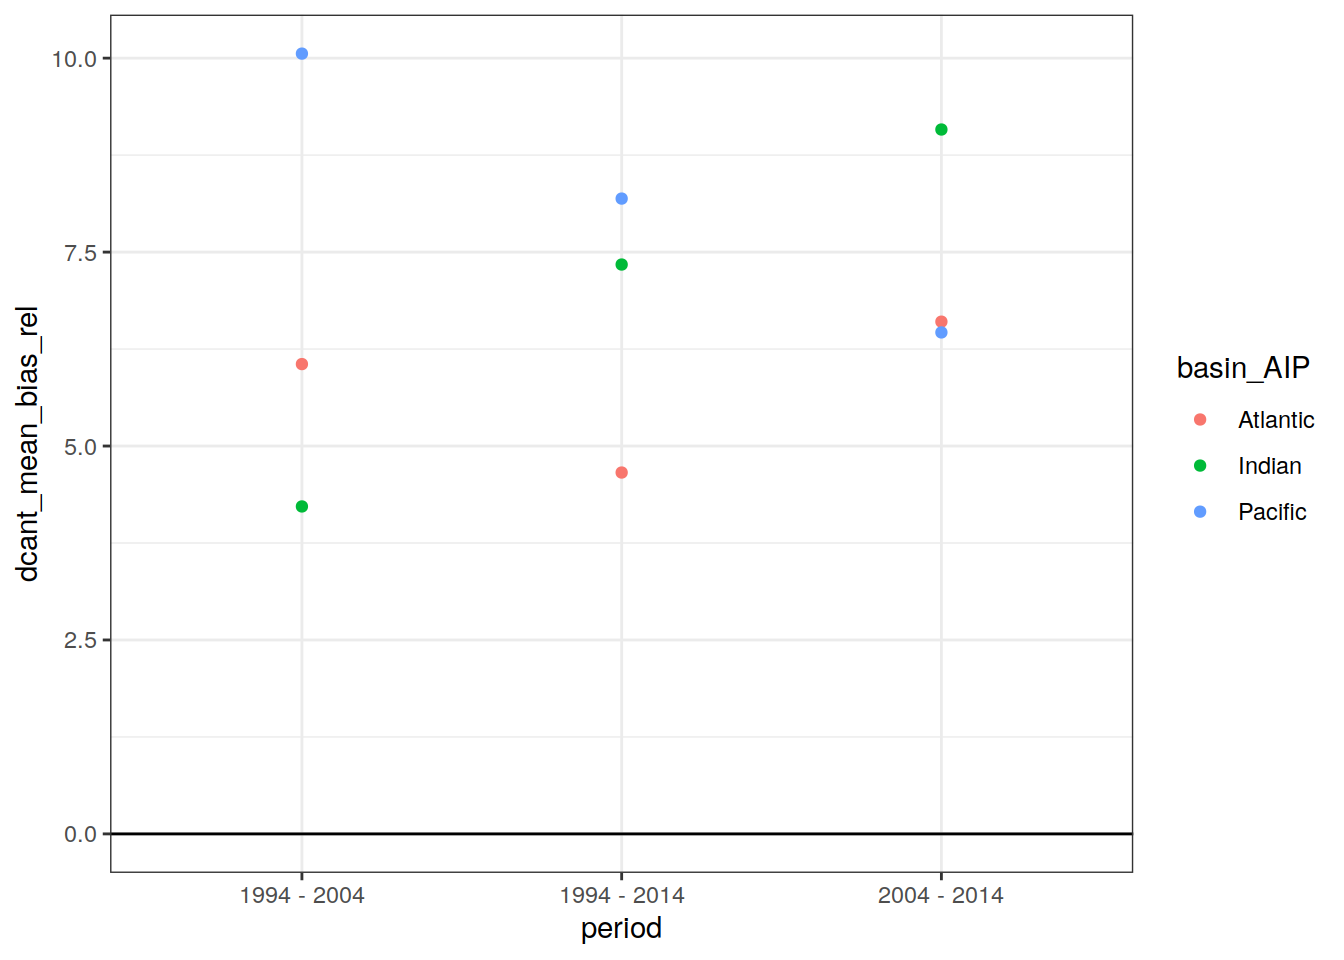 10.0
7.5
5.0
2.5
0.0
dcant_mean_bias_rel
1994 - 2004
1994 - 2014
2004 - 2014
period
basin_AIP
Atlantic
Indian
Pacific